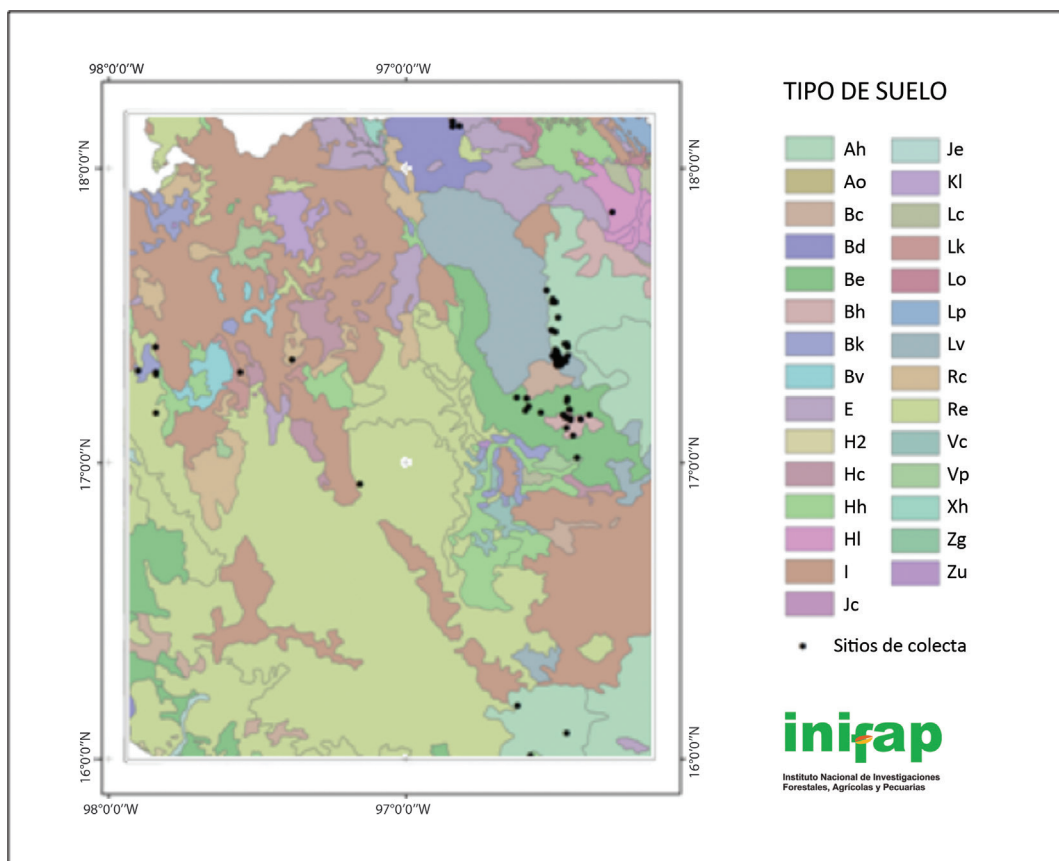 98°0'0"W
97°0'0"W
18°0'0"N
18°0'0"N
17°0'0"N
17°0'0"N
16°0'0"N
16°0'0"N
98°0'0"W
97°0'0"W
TIPO DE SUELO
Ah
Ao
Bc
Bd
Be
Bh
Bk
Bv
E
H2
Hc
Hh
Hl
I
Jc
Je
Kl
Lc
Lk
Lo
Lp
Lv
Rc
Re
Vc
Vp
Xh
Zg
Zu
Sitios de colecta
inifap
Instituto Nacional de Investigaciones
Forestales, Agrícolas y Pecuarias